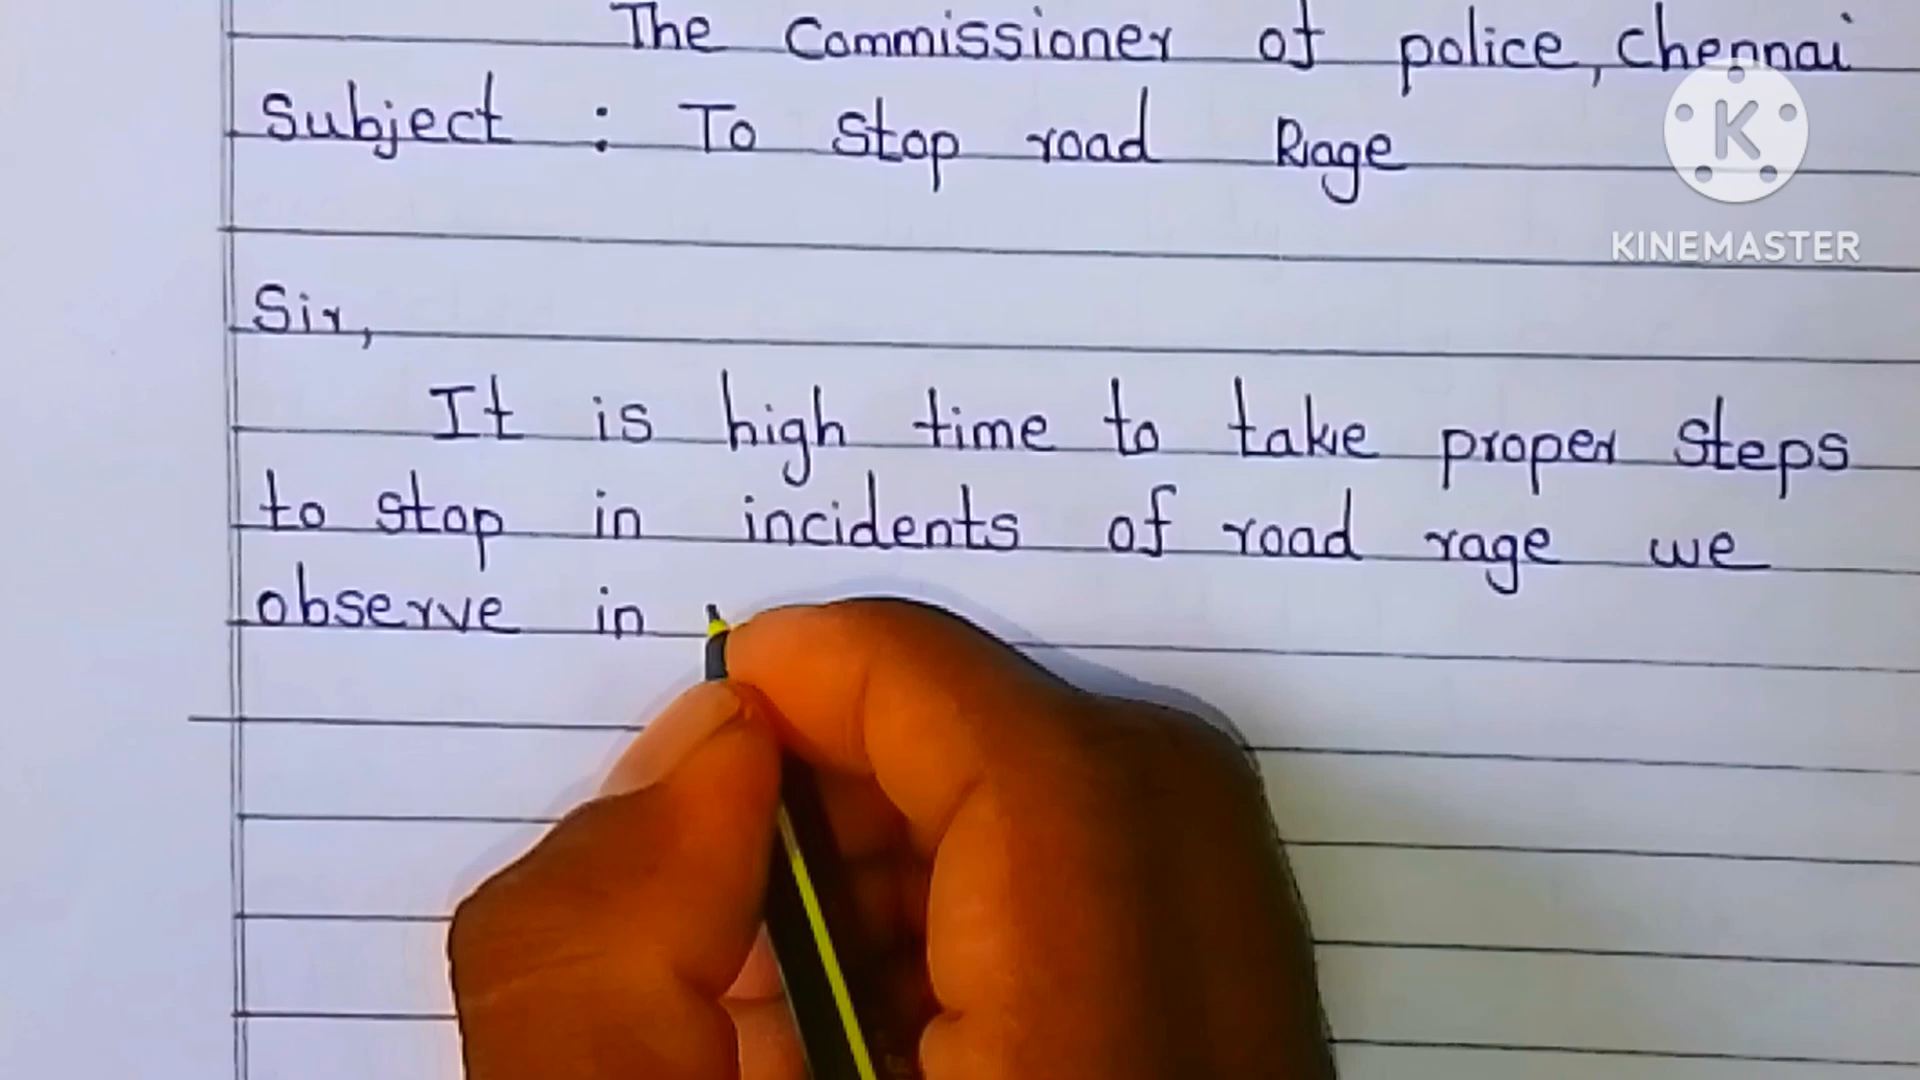 The Commissioner of police, Chennai
Subject : To stop road Rage
K
KINEMASTER
Sir,
It is high time to take proper steps
to stop in incidents of road rage we
observe in